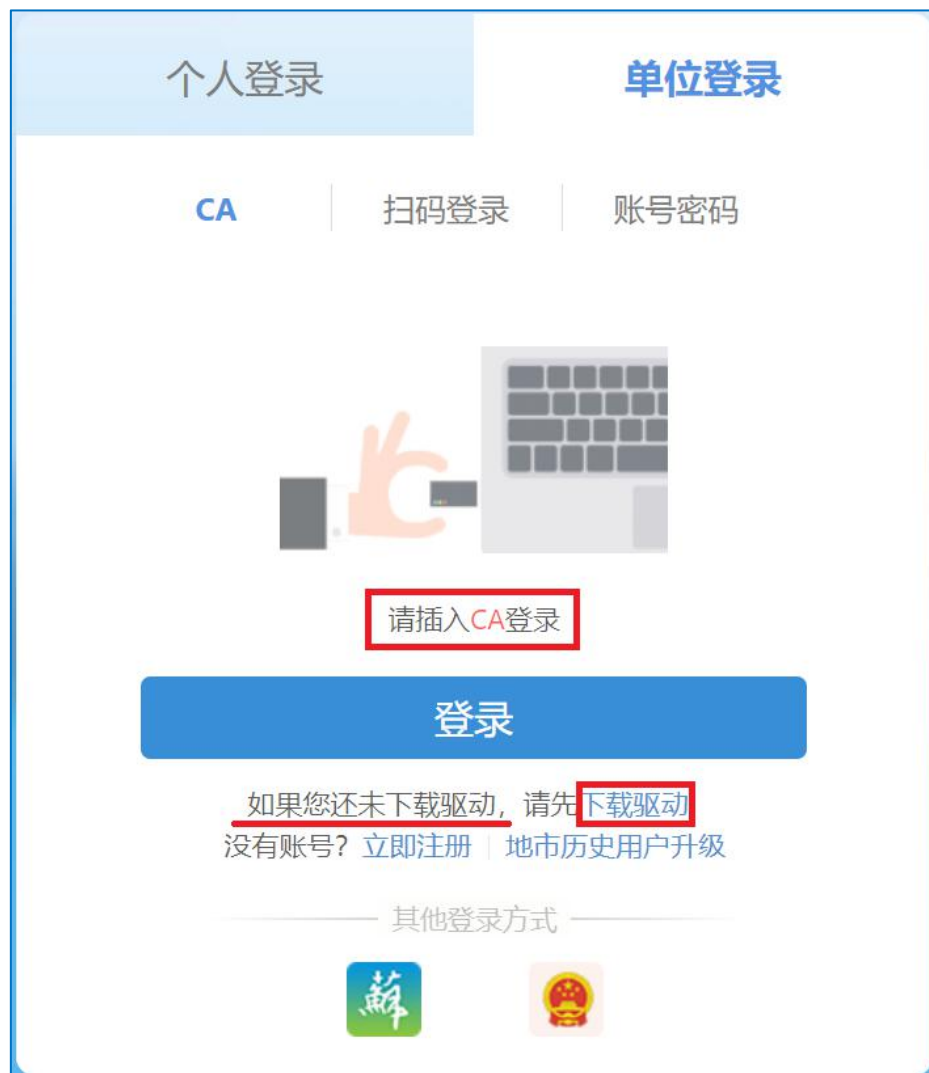 个人登录 单位登录
CA 扫码登录 账号密码
请插入CA登录
登录
如果您还未下载驱动，请先下载驱动
没有账号？立即注册 地市历史用户升级
其他登录方式
蘇